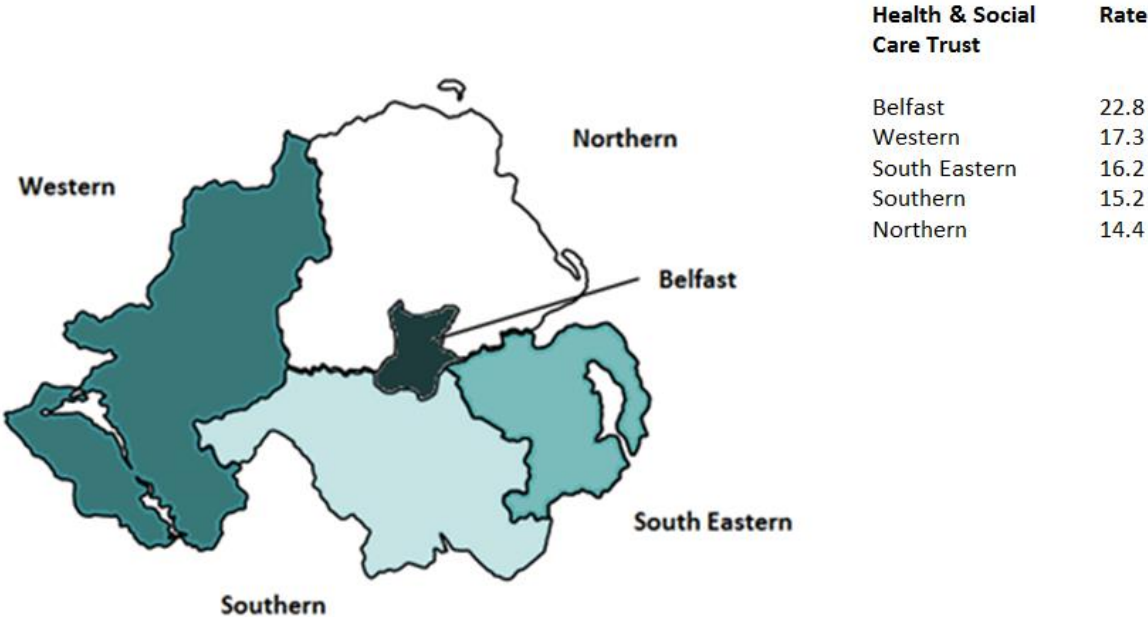 Health & Social Rate
Care Trust
Belfast 22.8
Western 17.3
South Eastern 16.2
Southern 15.2
Northern 14.4
Northern
Western
Belfast
South Eastern
Southern